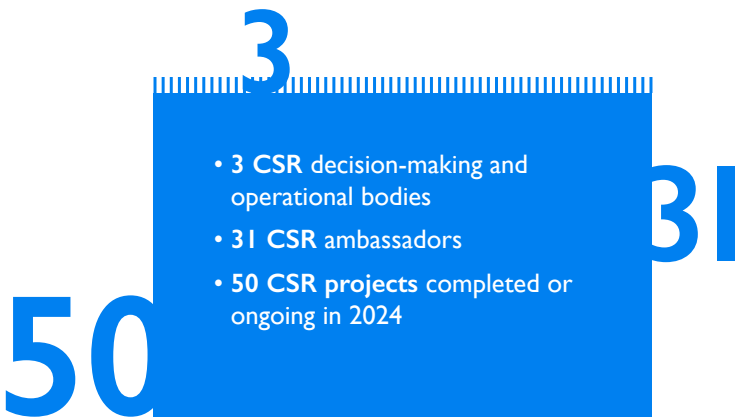 3
• 3 CSR decision-making and
operational bodies
• 31 CSR ambassadors
• 50 CSR projects completed or
ongoing in 2024
31
50